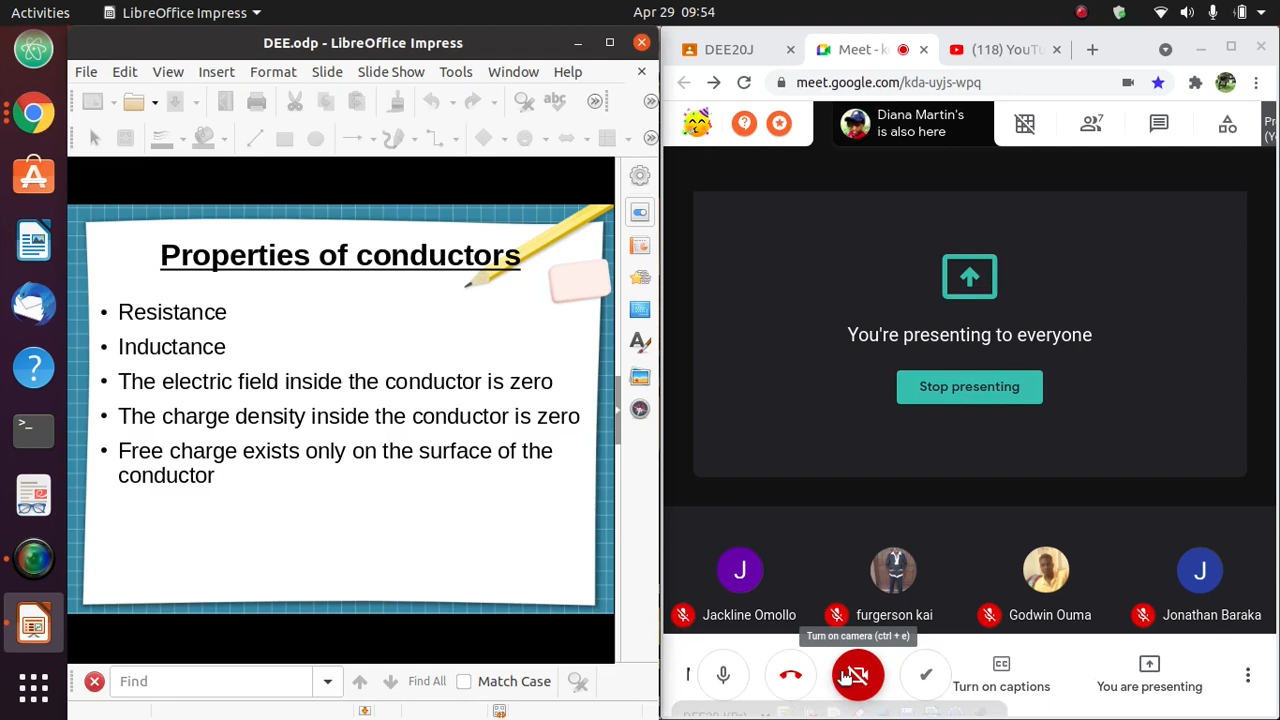 Activities
LibreOffice Impress
Apr 29 09:54
DEE.odp - LibreOffice Impress
File Edit View Insert Format Slide Slide Show Tools Window Help
Properties of conductors
• Resistance
• Inductance
• The electric field inside the conductor is zero
• The charge density inside the conductor is zero
• Free charge exists only on the surface of the
conductor
Find
Find All
Match Case
DEE20J
Meet - k
(118) YouTu
meet.google.com/kda-uyjs-wpq
Diana Martin's
is also here
7
You're presenting to everyone
Stop presenting
J
J
Jackline Omollo
furgerson kai
Godwin Ouma
Jonathan Baraka
Turn on camera (ctrl + e)
Turn on captions
You are presenting